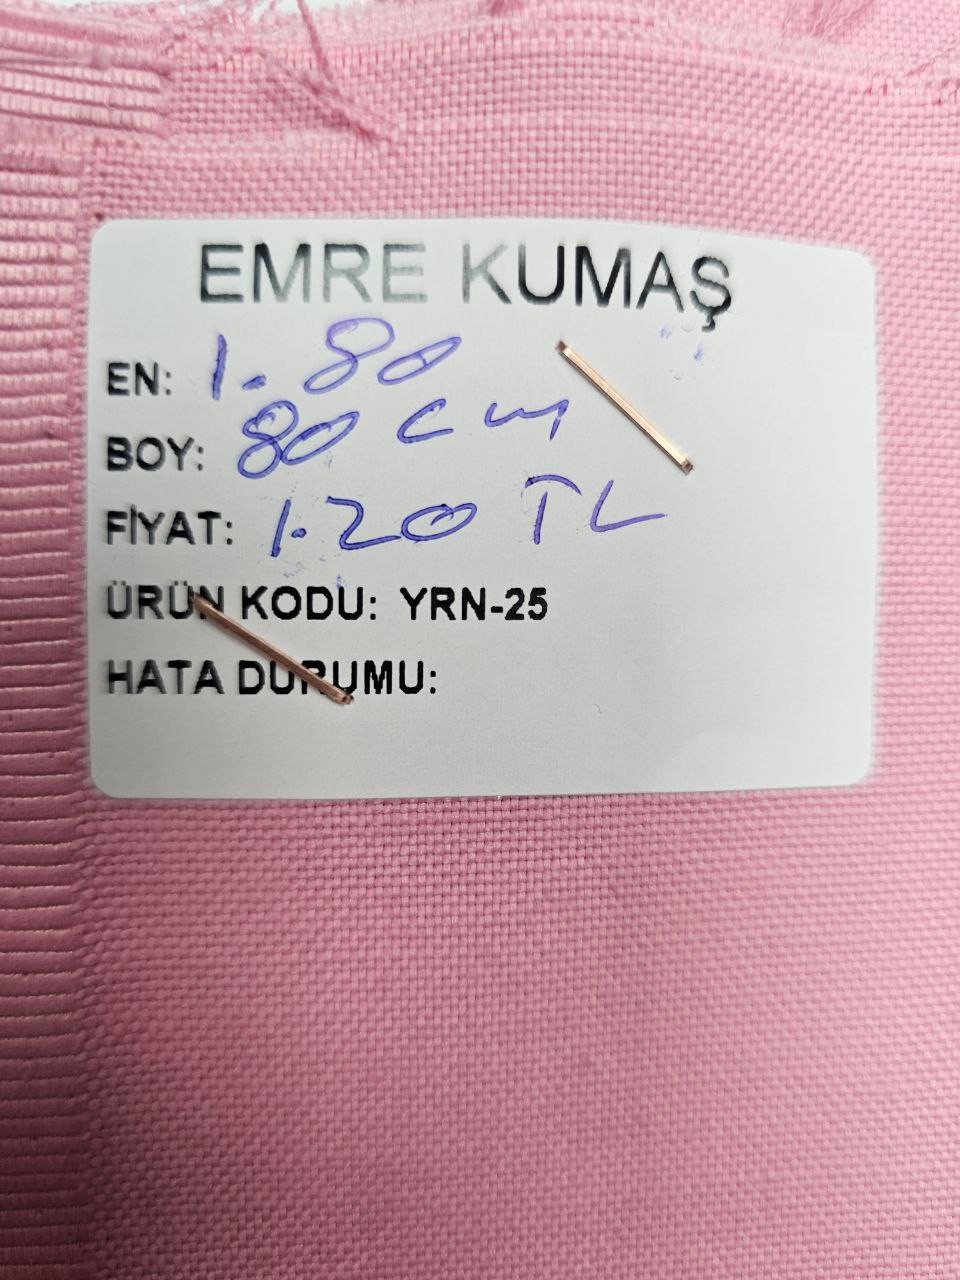 EMRE KUMAŞ
EN: 1.80
BOY: 80 cm
FİYAT: 1.20 TL
ÜRÜN KODU: YRN-25
HATA DURUMU: